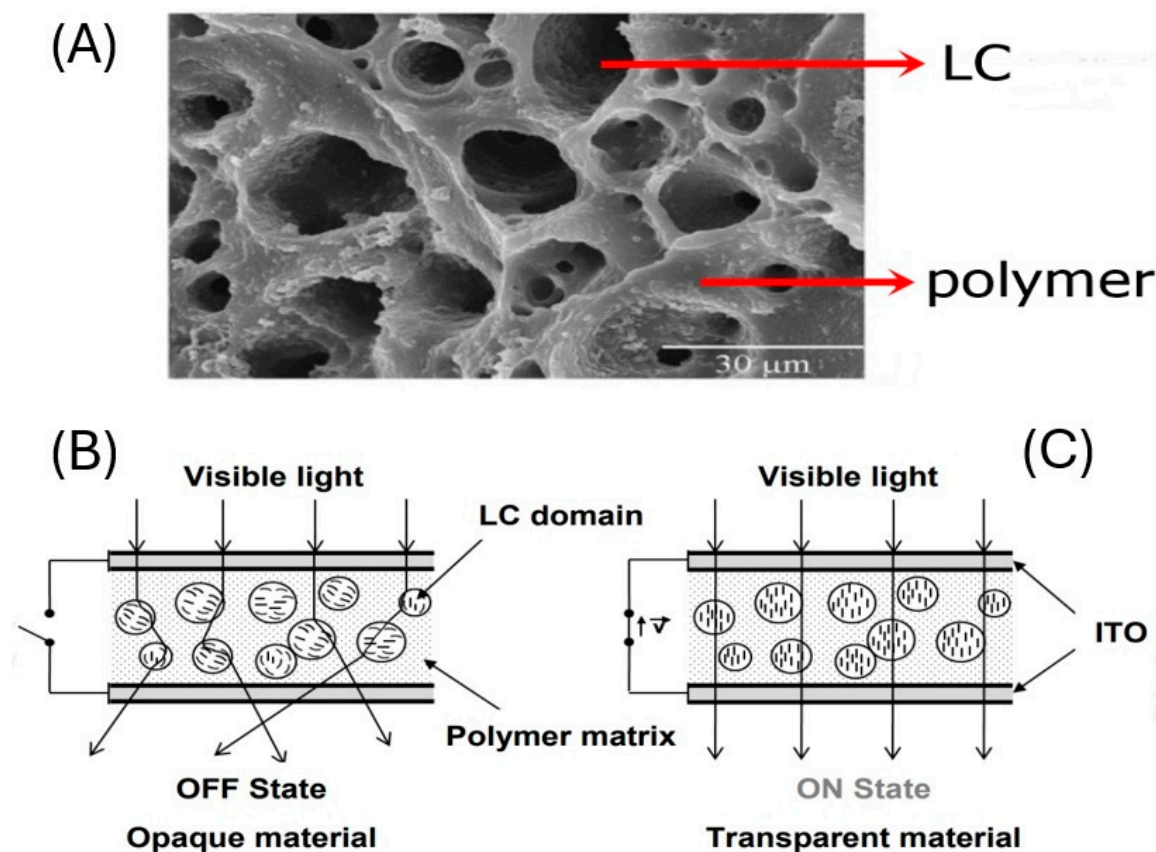 (A)
LC
polymer
30 µm
(B)
(C)
Visible light
LC domain
Visible light
ITO
Polymer matrix
OFF State
Opaque material
ON State
Transparent material